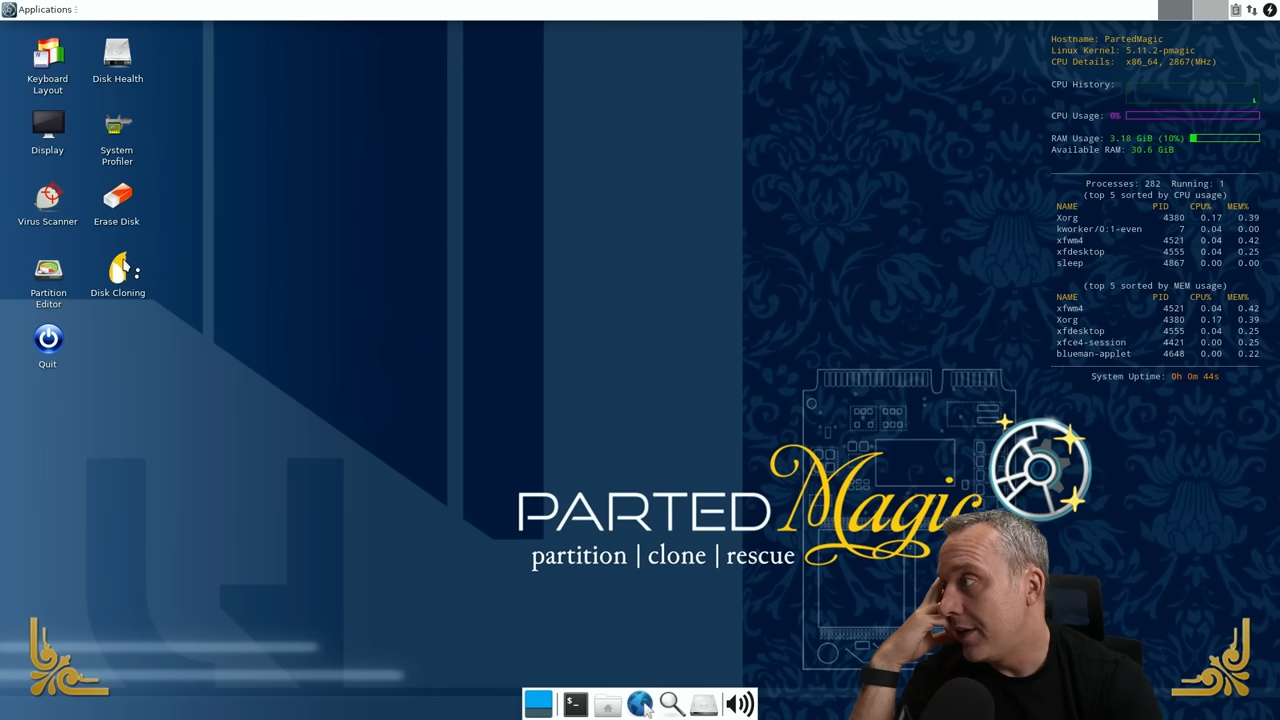 Applications :
Keyboard
Layout
Disk Health
Display
System
Profiler
Virus Scanner
Erase Disk
Partition
Editor
Disk Cloning
Quit
Hostname: PartedMagic
Linux Kernel: 5.11.2-pmagic
CPU Details: x86_64, 2867(MHz)
CPU History:
CPU Usage: 0%
RAM Usage: 3.18 GiB (10%)
Available RAM: 30.6 GiB
Processes: 282 Running: 1
(top 5 sorted by CPU usage)
NAME PID CPU% MEM%
Xorg 4380 0.17 0.39
kworker/0:1-even 7 0.04 0.00
xfwm4 4521 0.04 0.42
xfdesktop 4555 0.04 0.25
sleep 4867 0.00 0.00
(top 5 sorted by MEM usage)
NAME PID CPU% MEM%
xfwm4 4521 0.04 0.42
Xorg 4380 0.17 0.39
xfdesktop 4555 0.04 0.25
xfce4-session 4421 0.00 0.25
blueman-applet 4648 0.00 0.22
System Uptime: 0h 0m 44s
PARTED Magic
partition | clone | rescue
$_